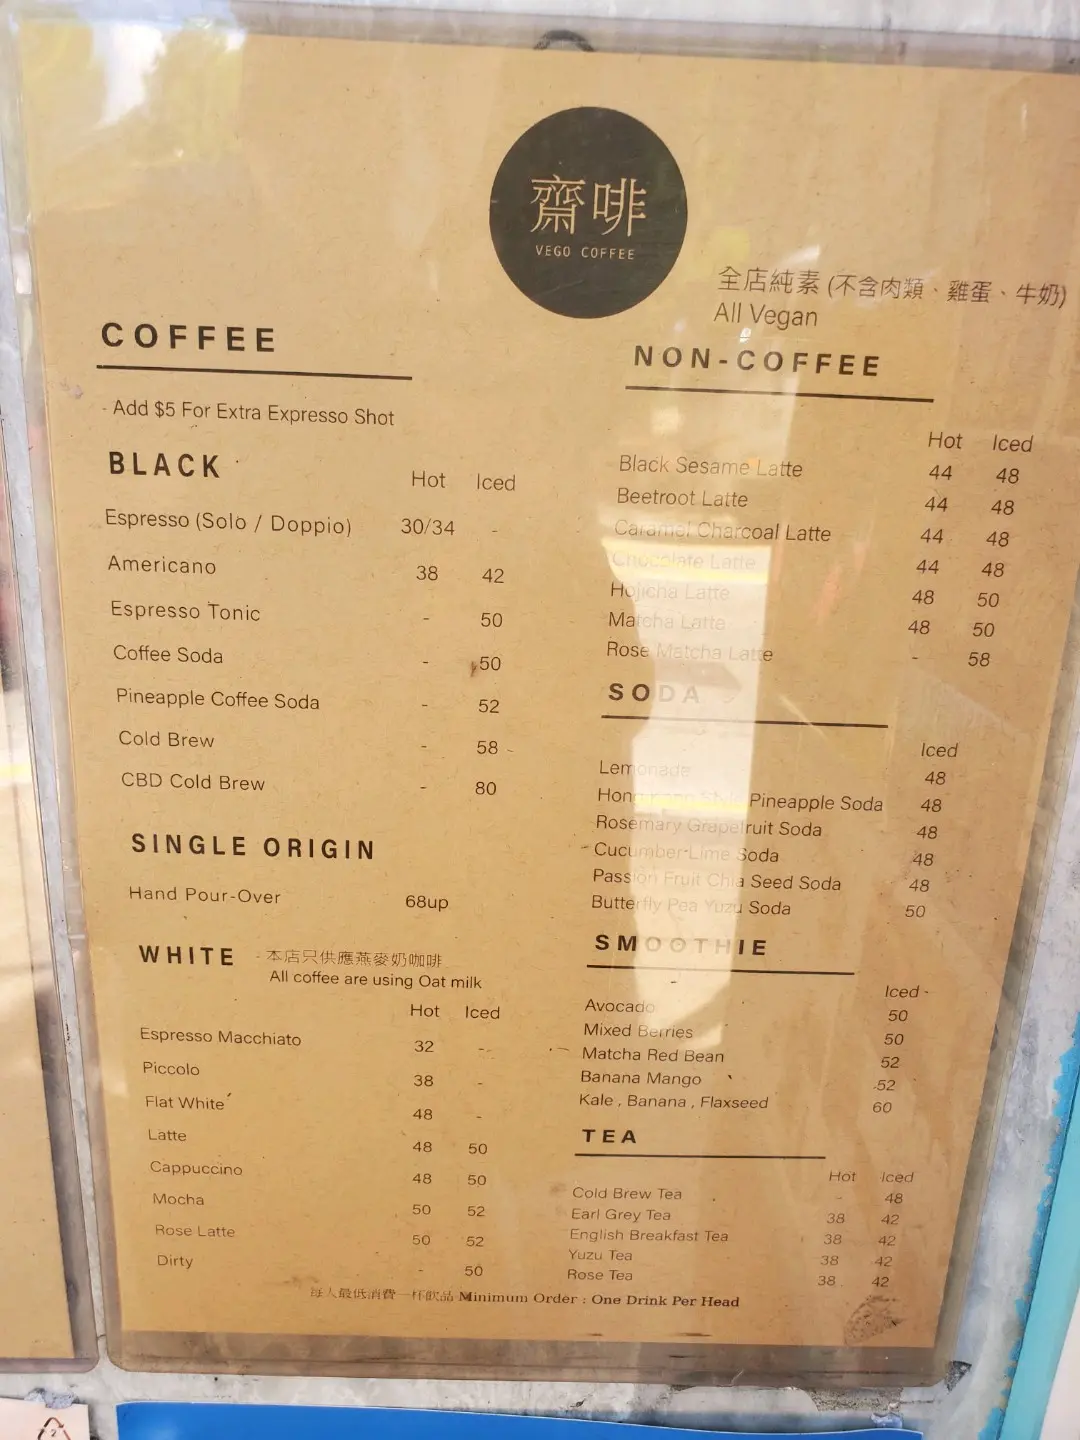 齋啡
VEGO COFFEE
全店純素 (不含肉類、雞蛋、牛奶)
All Vegan
COFFEE
- Add $5 For Extra Expresso Shot
BLACK
Hot Iced
Espresso (Solo / Doppio) 30/34 -
Americano 38 42
Espresso Tonic - 50
Coffee Soda - 50
Pineapple Coffee Soda - 52
Cold Brew - 58
CBD Cold Brew - 80
SINGLE ORIGIN
Hand Pour-Over 68up
WHITE - 本店只供應燕麥奶咖啡
All coffee are using Oat milk
Hot Iced
Espresso Macchiato 32 -
Piccolo 38 -
Flat White 48 -
Latte 48 50
Cappuccino 48 50
Mocha 50 52
Rose Latte 50 52
Dirty - 50
NON-COFFEE
Hot Iced
Black Sesame Latte 44 48
Beetroot Latte 44 48
Caramel Charcoal Latte 44 48
Chocolate Latte 44 48
Hojicha Latte 48 50
Matcha Latte 48 50
Rose Matcha Latte - 58
SODA
Iced
Lemonade 48
Hong Kong Style Pineapple Soda 48
Rosemary Grapefruit Soda 48
Cucumber-Lime Soda 48
Passion Fruit Chia Seed Soda 48
Butterfly Pea Yuzu Soda 50
SMOOTHIE
Iced
Avocado 50
Mixed Berries 50
Matcha Red Bean 52
Banana Mango 52
Kale , Banana , Flaxseed 60
TEA
Hot Iced
Cold Brew Tea - 48
Earl Grey Tea 38 42
English Breakfast Tea 38 42
Yuzu Tea 38 42
Rose Tea 38 42
每人最低消費一杯飲品 Minimum Order : One Drink Per Head